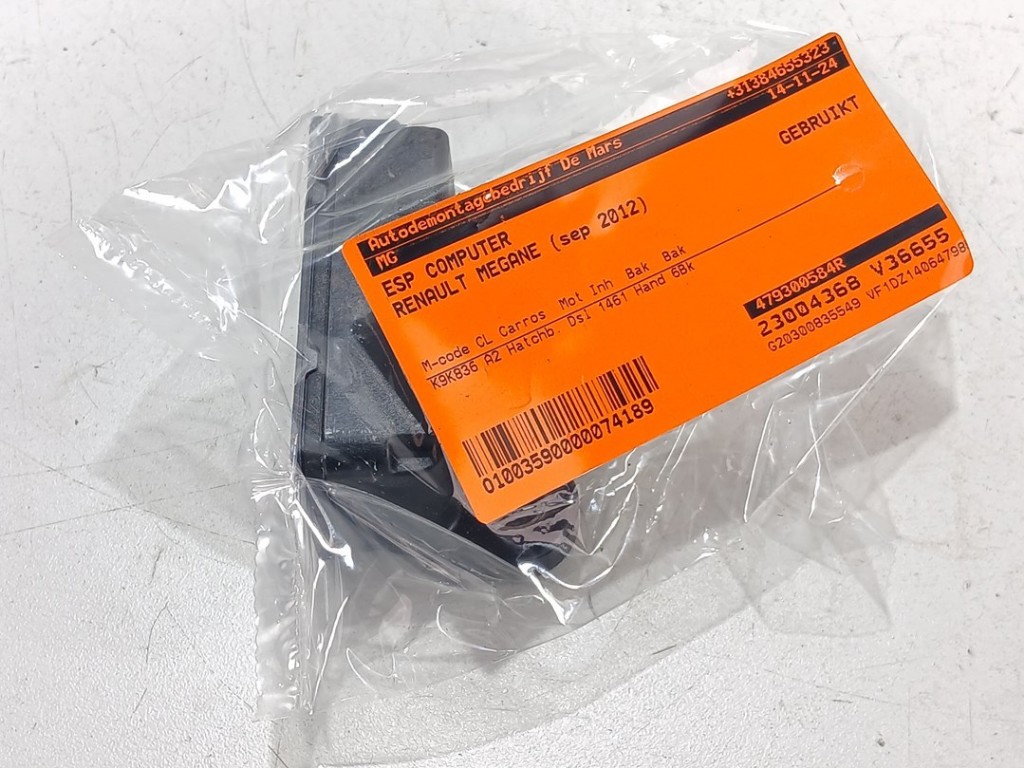 +31384655323
Autodemontagebedrijf De Mars 14-11-24
MG
ESP COMPUTER GEBRUIKT
RENAULT MEGANE (sep 2012)
M-code CL Carros Mot Inh Bak Bak
K9K836 A2 Hatchb. Dsl 1461 Hand 6Bk
479300584R
23004368 V36655
G20300835549 VF1DZ14064798
0100359000074189